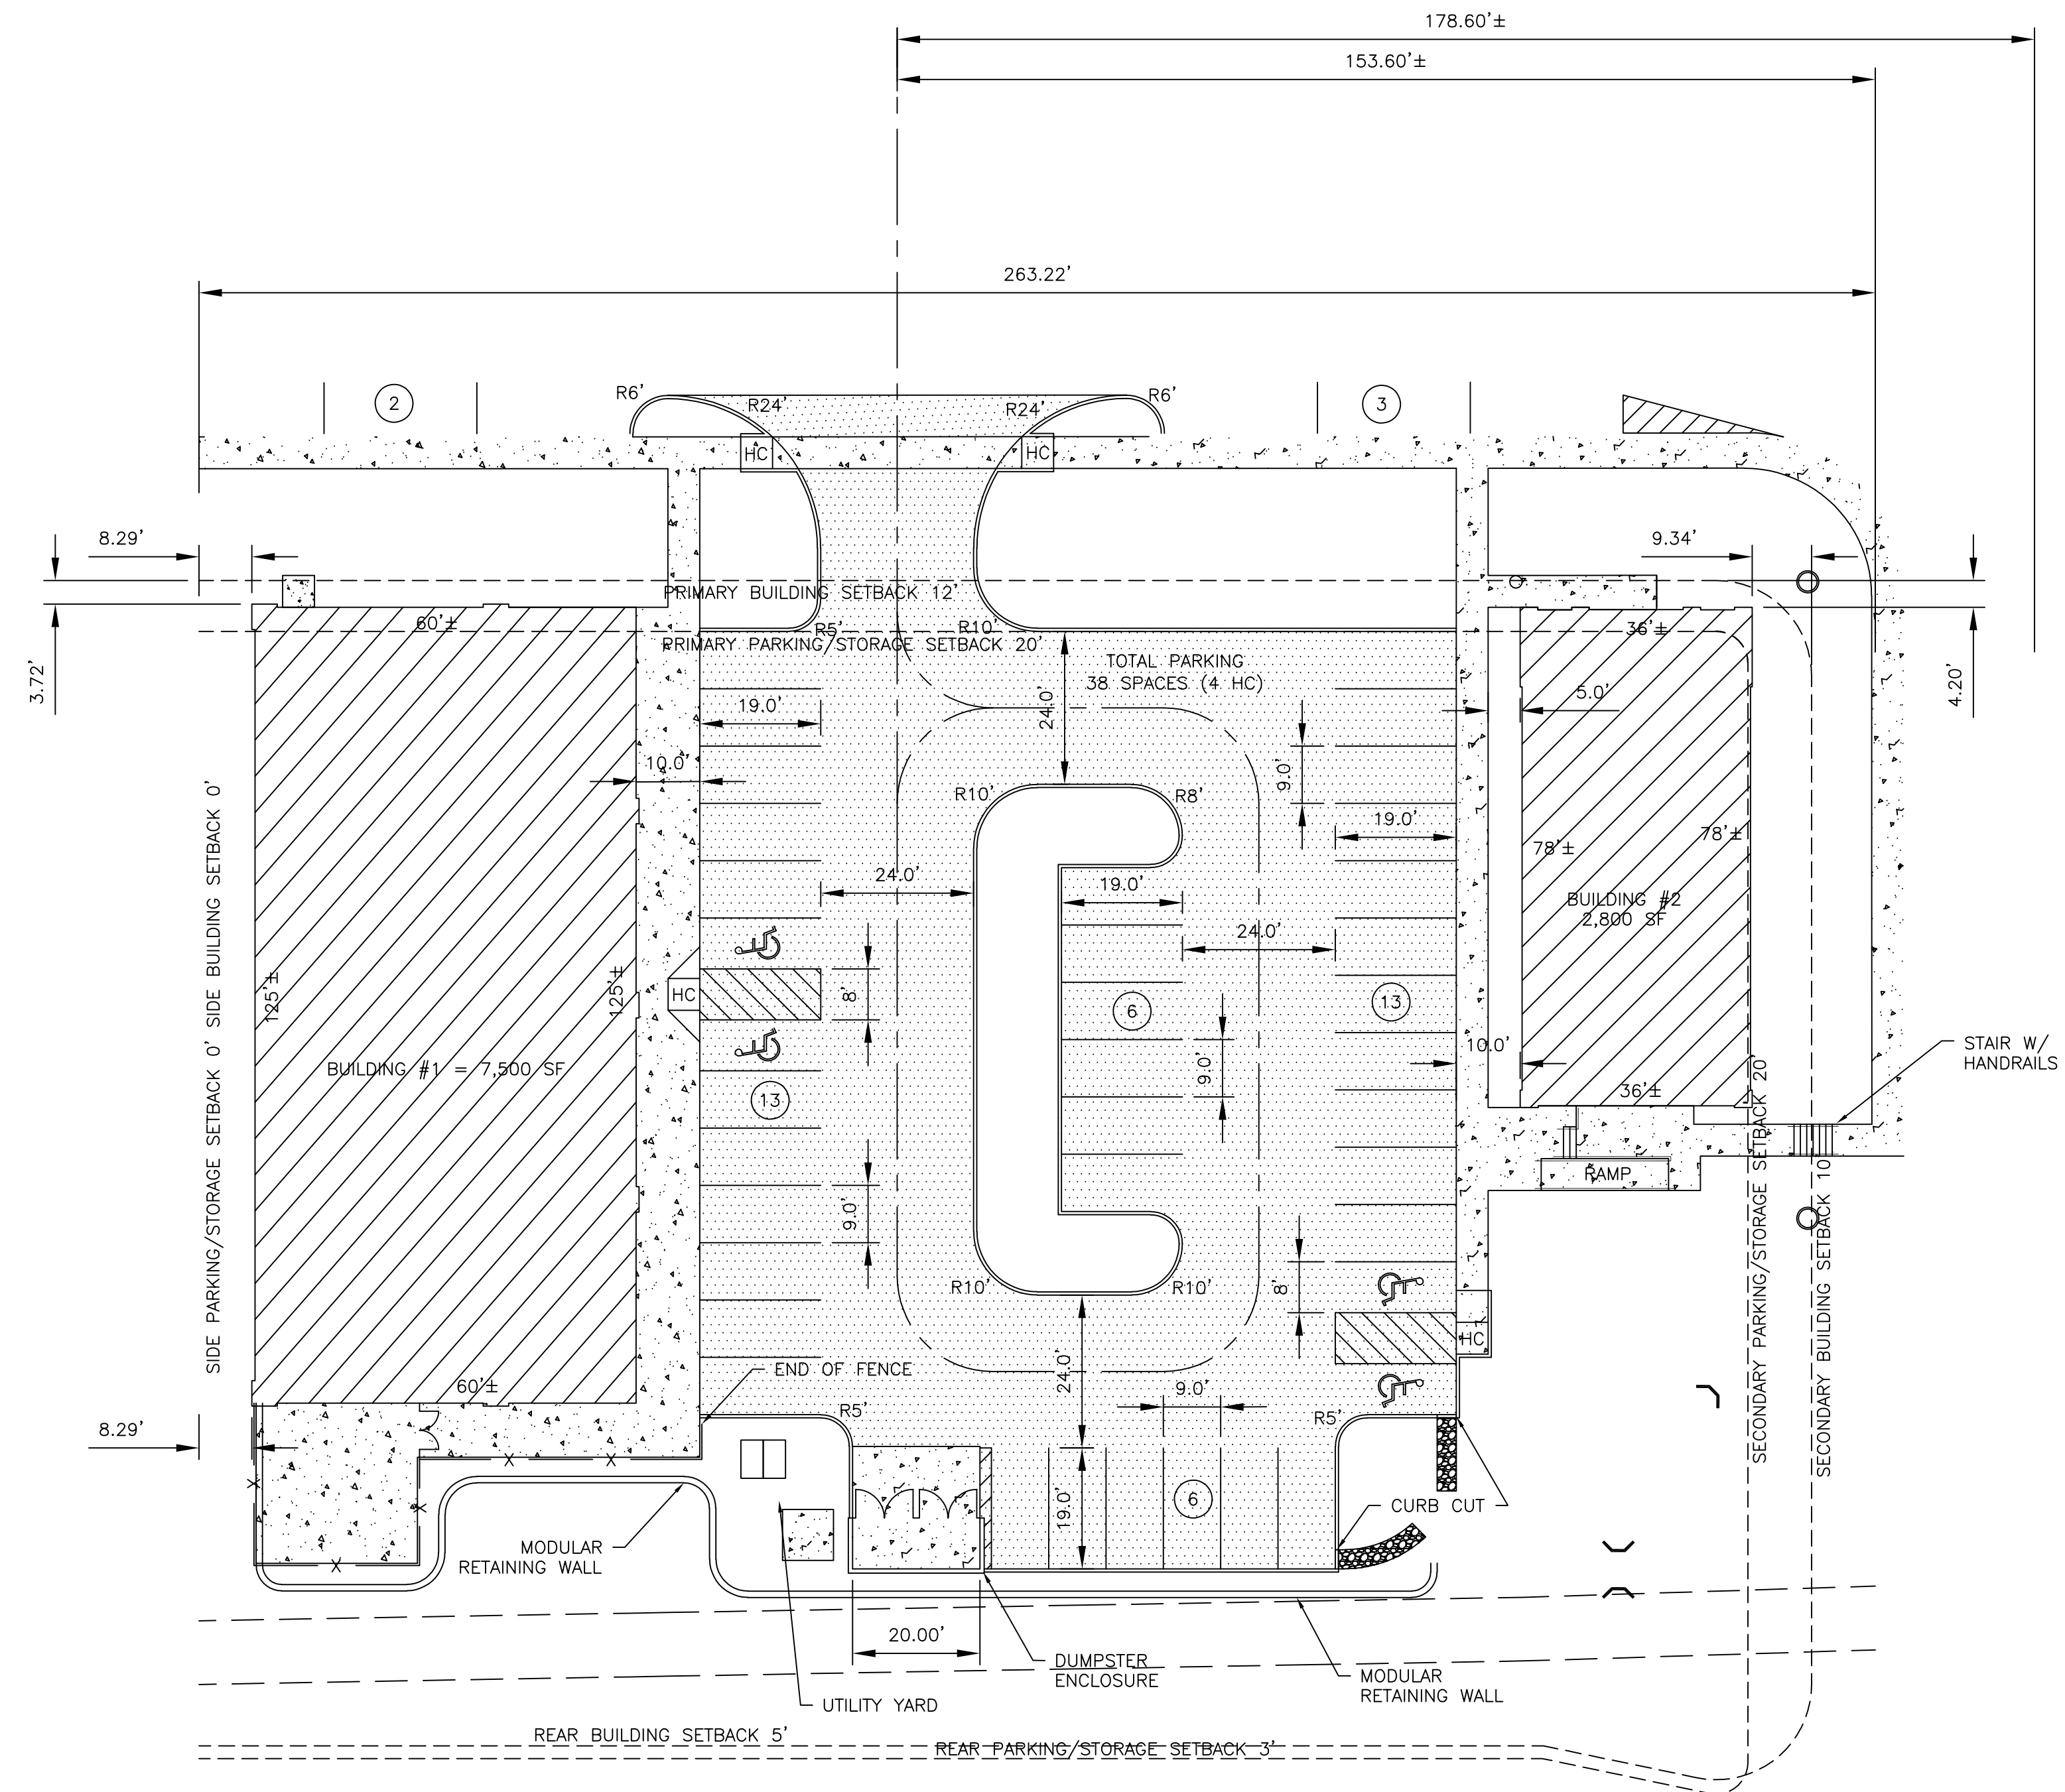 178.60'±
153.60'±
263.22'
R6'
R24'
R24'
R6'
2
3
HC
HC
8.29'
9.34'
PRIMARY BUILDING SETBACK 12'
60'±
R5'
R10'
36'±
PRIMARY PARKING/STORAGE SETBACK 20'
3.72'
TOTAL PARKING
38 SPACES (4 HC)
4.20'
24.0'
19.0'
5.0'
10.0'
9.0'
R10'
R8'
19.0'
78'±
78'±
24.0'
19.0'
BUILDING #2
2,800 SF
24.0'
SIDE PARKING/STORAGE SETBACK 0' SIDE BUILDING SETBACK 0'
125'±
125'±
HC
8'
6
13
10.0'
STAIR W/
HANDRAILS
BUILDING #1 = 7,500 SF
9.0'
36'±
13
RAMP
9.0'
R10'
R10'
8'
HC
SECONDARY PARKING/STORAGE SETBACK 20'
SECONDARY BUILDING SETBACK 10'
60'±
END OF FENCE
24.0'
9.0'
R5'
R5'
8.29'
X
X
X
X
19.0'
6
CURB CUT
MODULAR
RETAINING WALL
X
20.00'
DUMPSTER
ENCLOSURE
MODULAR
RETAINING WALL
UTILITY YARD
REAR BUILDING SETBACK 5'
REAR PARKING/STORAGE SETBACK 3'